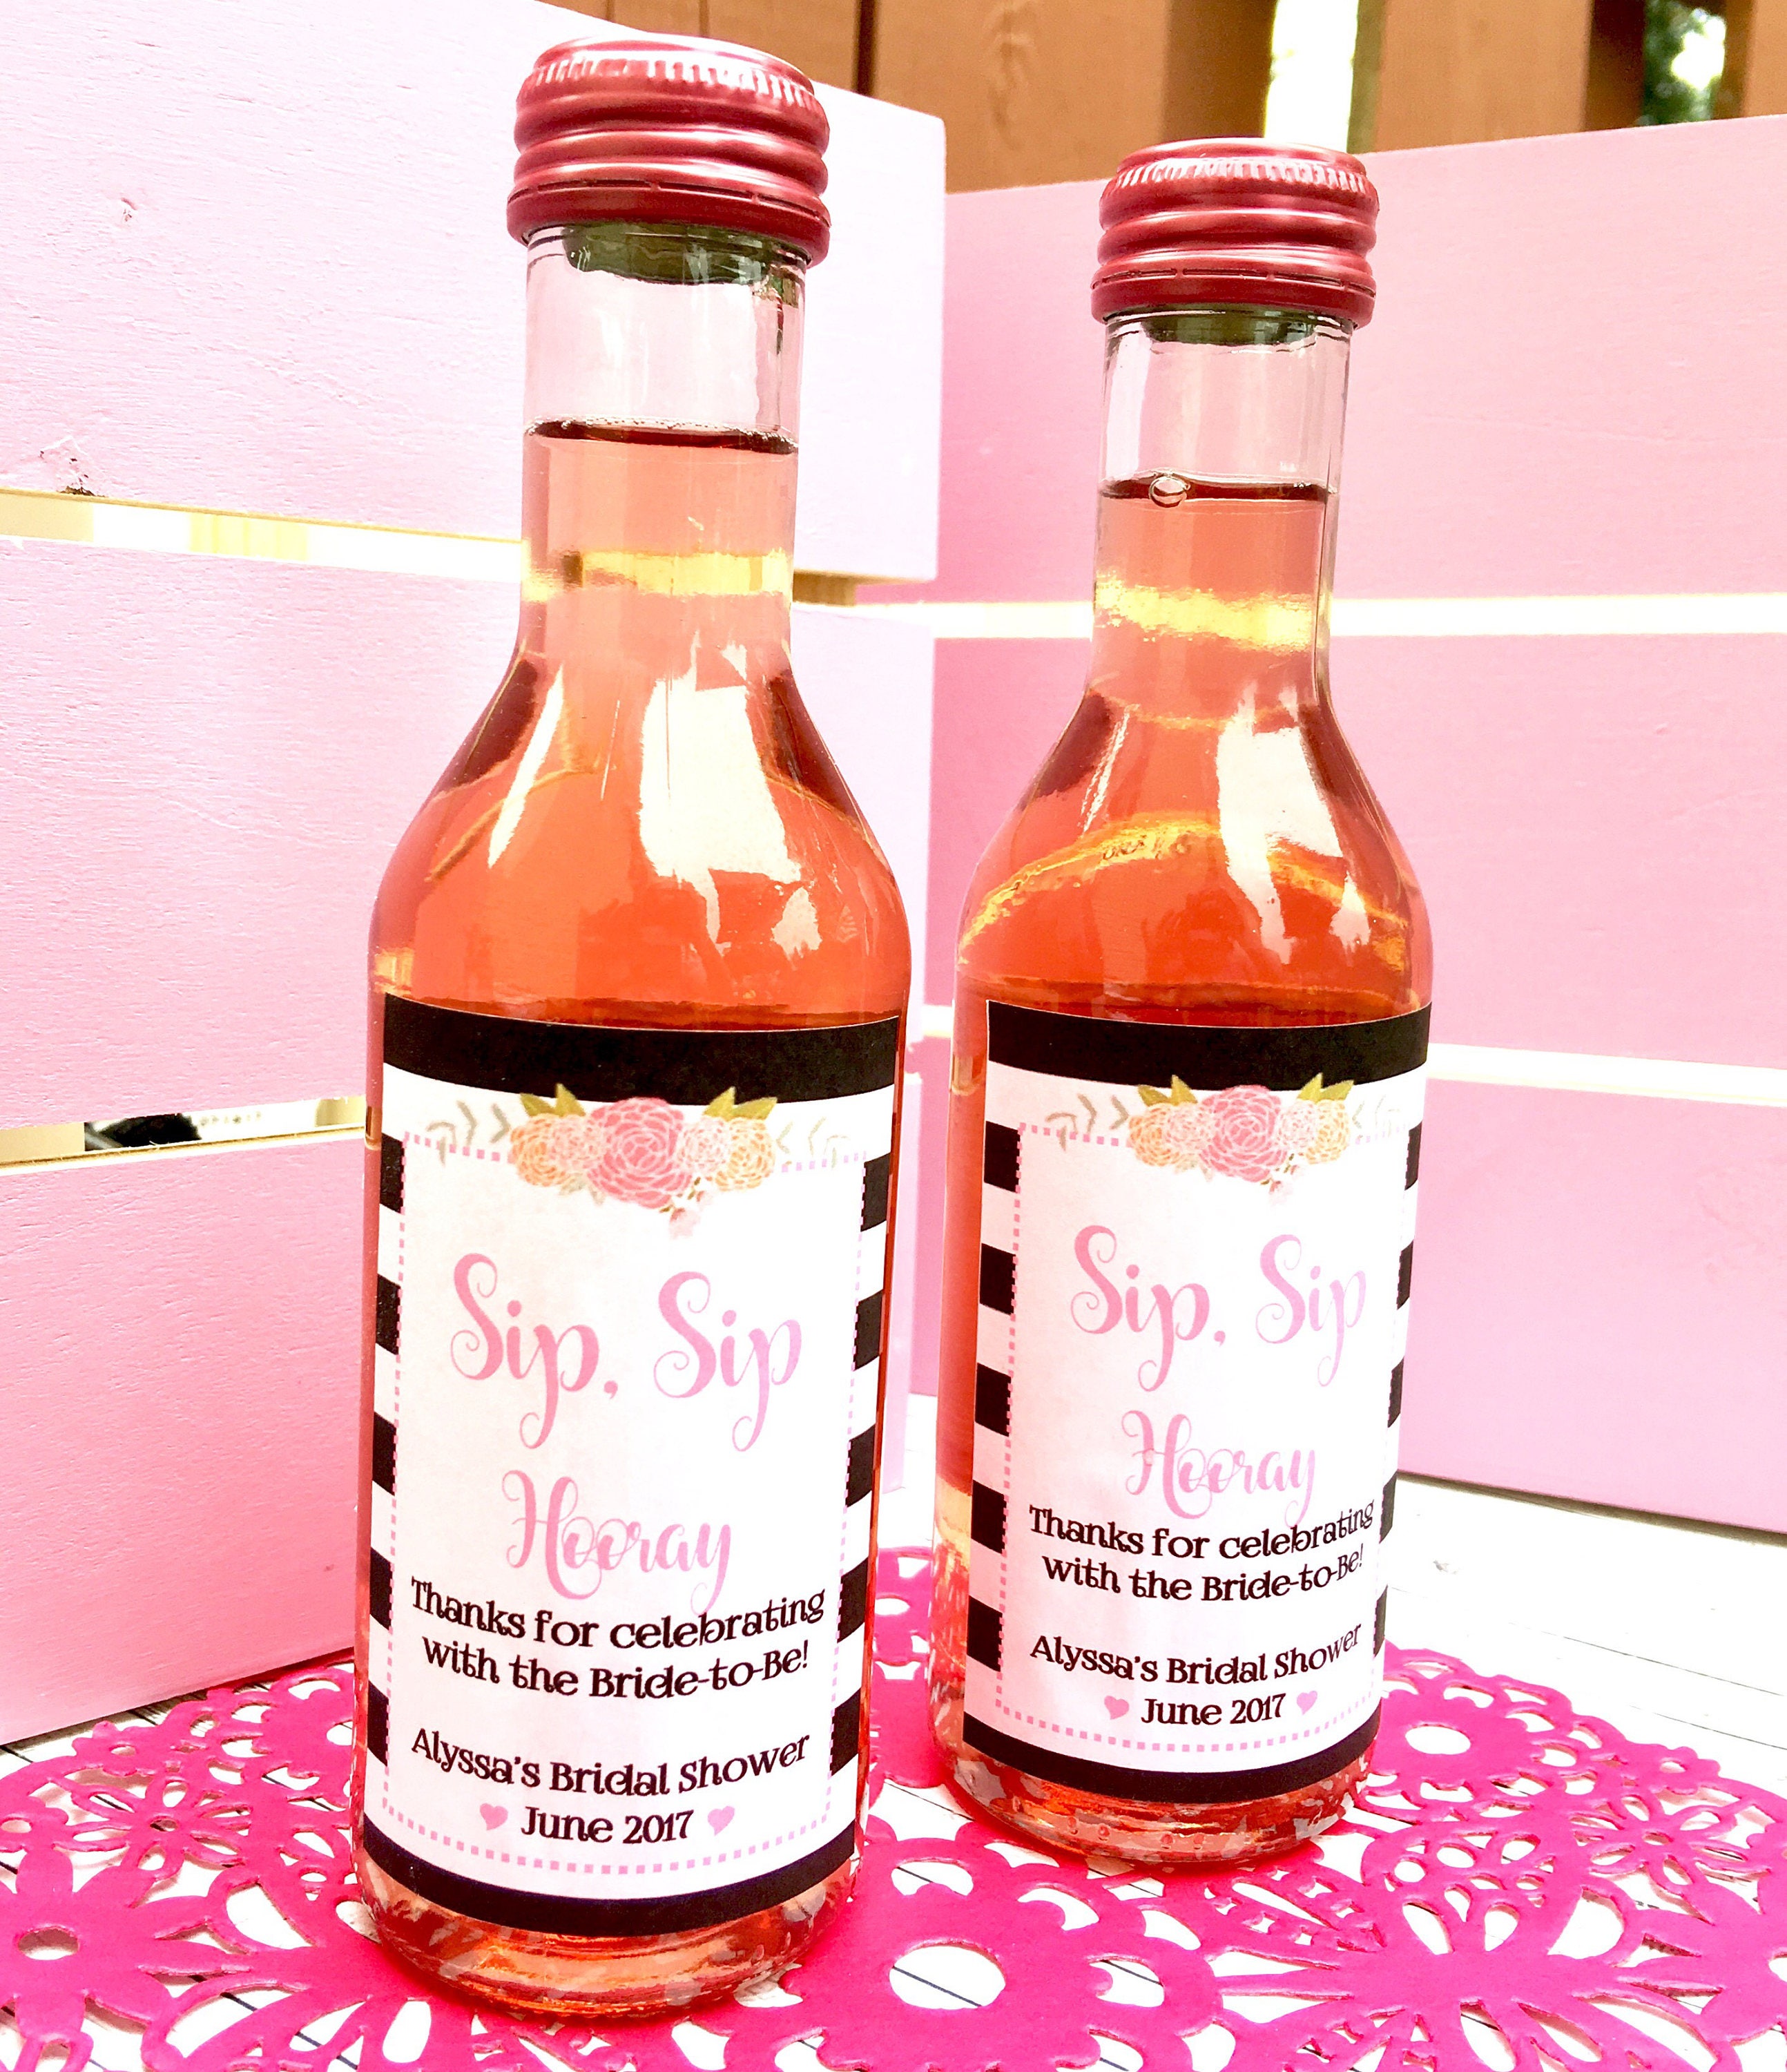 Sip, Sip
Hooray
Thanks for celebrating
with the Bride-to-Be!
Alyssa's Bridal Shower
June 2017
Sip, Sip
Hooray
Thanks for celebrating
with the Bride-to-Be!
Alyssa's Bridal Shower
June 2017